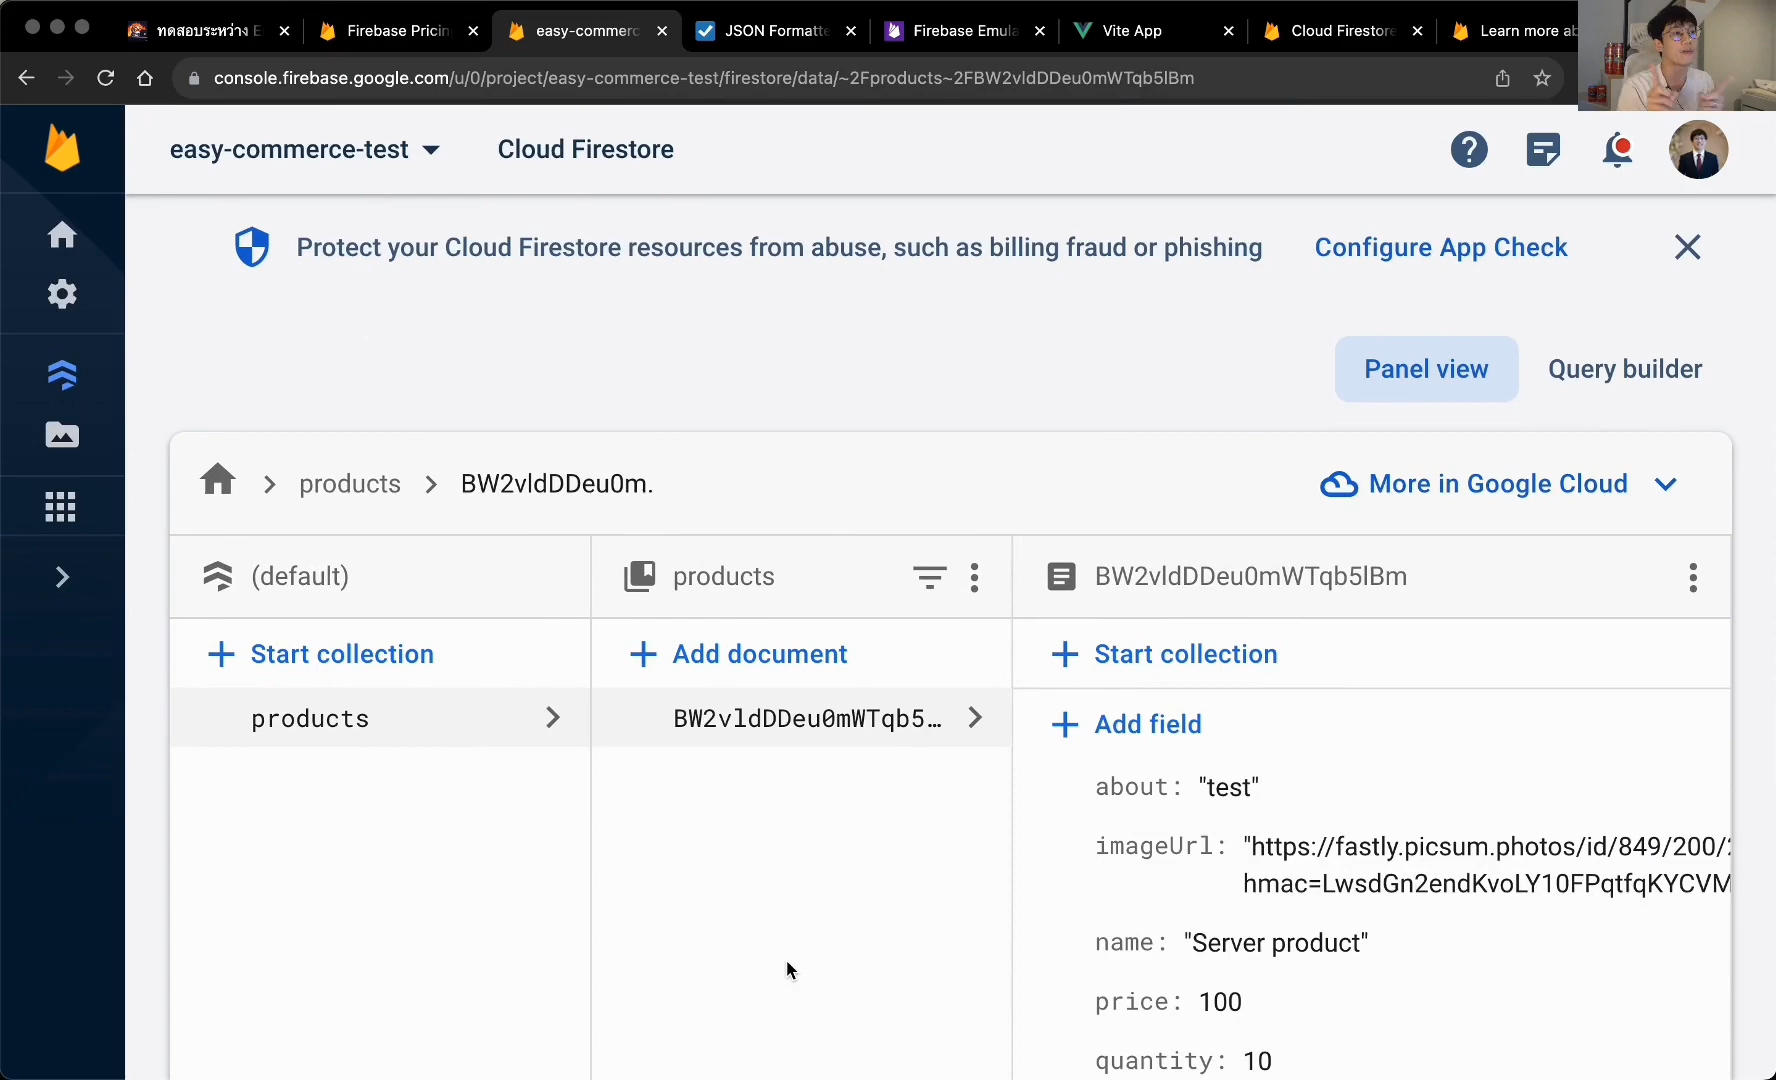 ทดสอบระหว่าง E
Firebase Pricin
easy-commerc
JSON Formatte
Firebase Emula
Vite App
Cloud Firestore
Learn more ab
console.firebase.google.com/u/0/project/easy-commerce-test/firestore/data/~2Fproducts~2FBW2vldDDeu0mWTqb5lBm
easy-commerce-test
Cloud Firestore
Protect your Cloud Firestore resources from abuse, such as billing fraud or phishing
Configure App Check
Panel view
Query builder
products
BW2vldDDeu0m.
More in Google Cloud
(default)
products
BW2vldDDeu0mWTqb5lBm
Start collection
Add document
Start collection
products
BW2vldDDeu0mWTqb5…
Add field
about: "test"
imageUrl: "https://fastly.picsum.photos/id/849/200/
hmac=LwsdGn2endKvoLY10FPqtfqKYCVM
name: "Server product"
price: 100
quantity: 10